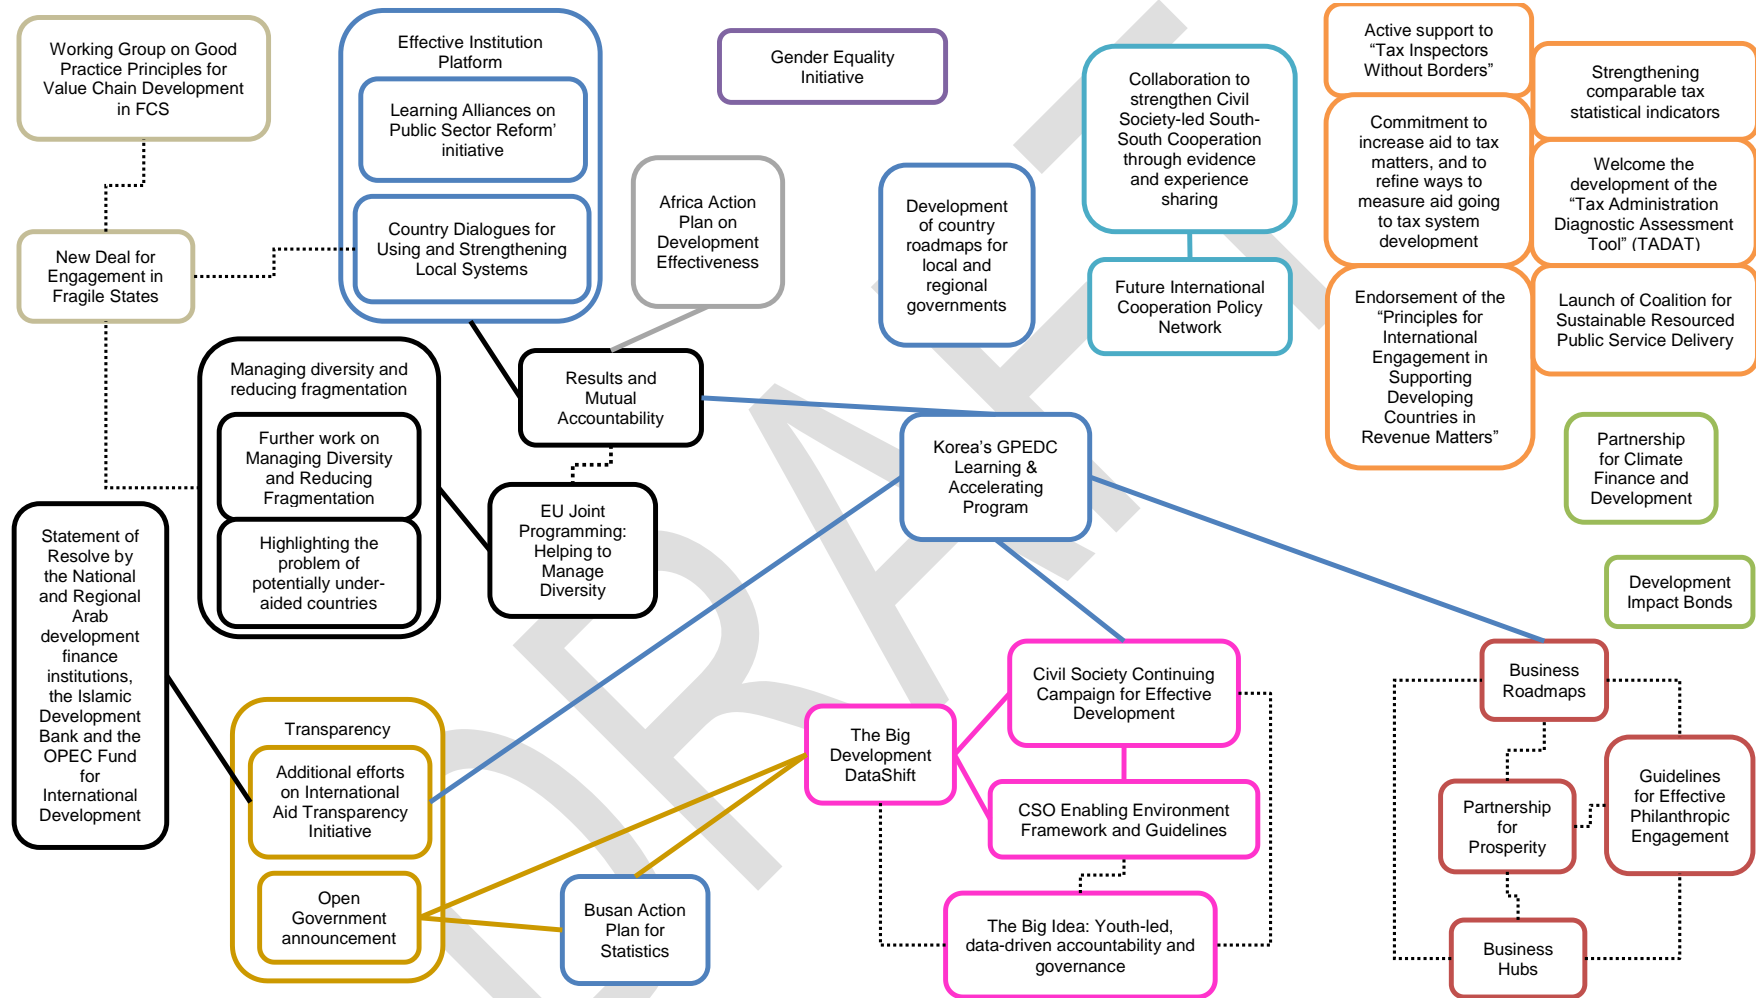 Working Group on Good
Practice Principles for
Value Chain Development
in FCS
Effective Institution
Platform
Learning Alliances on
Public Sector Reform’
initiative
Country Dialogues for
Using and Strengthening
Local Systems
Gender Equality
Initiative
Africa Action
Plan on
Development
Effectiveness
Development
of country
roadmaps for
local and
regional
governments
Collaboration to
strengthen Civil
Society-led South-
South Cooperation
through evidence
and experience
sharing
Future International
Cooperation Policy
Network
Active support to
“Tax Inspectors
Without Borders”
Strengthening
comparable tax
statistical indicators
Commitment to
increase aid to tax
matters, and to
refine ways to
measure aid going
to tax system
development
Welcome the
development of the
“Tax Administration
Diagnostic Assessment
Tool” (TADAT)
Endorsement of the
“Principles for
International
Engagement in
Supporting
Developing
Countries in
Revenue Matters”
Launch of Coalition for
Sustainable Resourced
Public Service Delivery
New Deal for
Engagement in
Fragile States
Managing diversity and
reducing fragmentation
Further work on
Managing Diversity
and Reducing
Fragmentation
Highlighting the
problem of
potentially under-
aided countries
Results and
Mutual
Accountability
EU Joint
Programming:
Helping to
Manage
Diversity
Korea’s GPEDC
Learning &
Accelerating
Program
Partnership
for Climate
Finance and
Development
Development
Impact Bonds
Statement of
Resolve by
the National
and Regional
Arab
development
finance
institutions,
the Islamic
Development
Bank and the
OPEC Fund
for
International
Development
Transparency
Additional efforts
on International
Aid Transparency
Initiative
Open
Government
announcement
Busan Action
Plan for
Statistics
The Big
Development
DataShift
Civil Society Continuing
Campaign for Effective
Development
CSO Enabling Environment
Framework and Guidelines
The Big Idea: Youth-led,
data-driven accountability and
governance
Business
Roadmaps
Partnership
for
Prosperity
Guidelines
for Effective
Philanthropic
Engagement
Business
Hubs
DRAFT